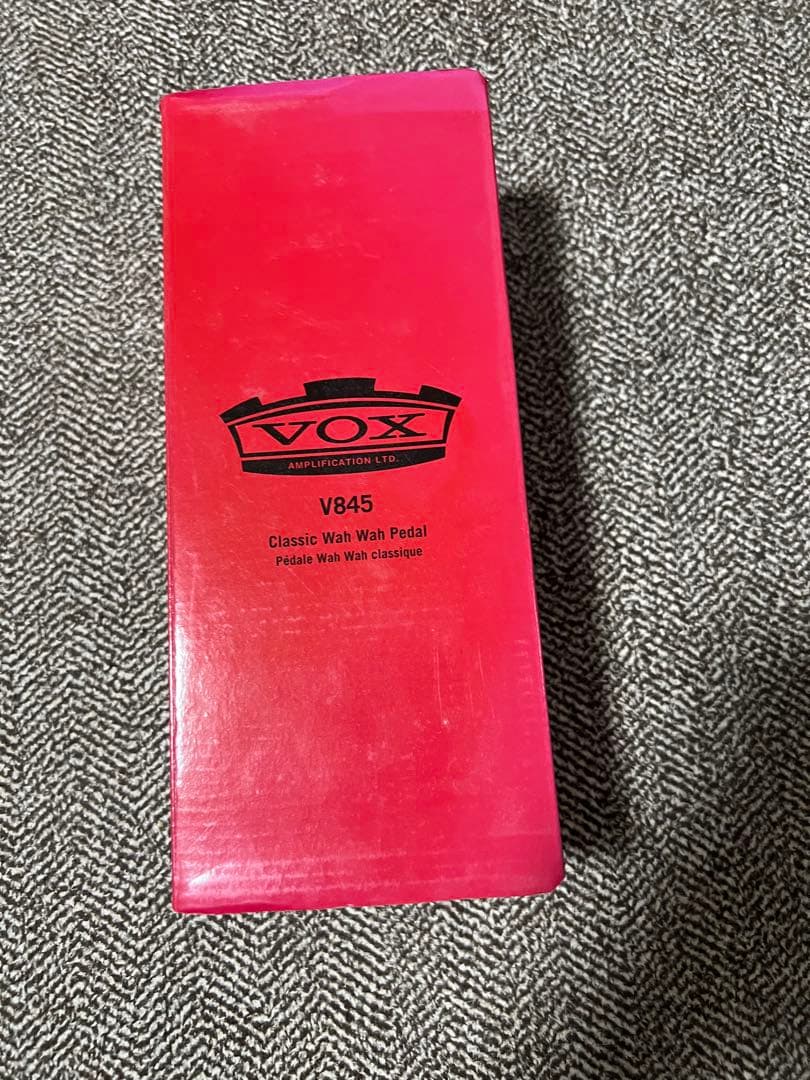 VOX
AMPLIFICATION LTD.
V845
Classic Wah Wah Pedal
Pédale Wah Wah classique